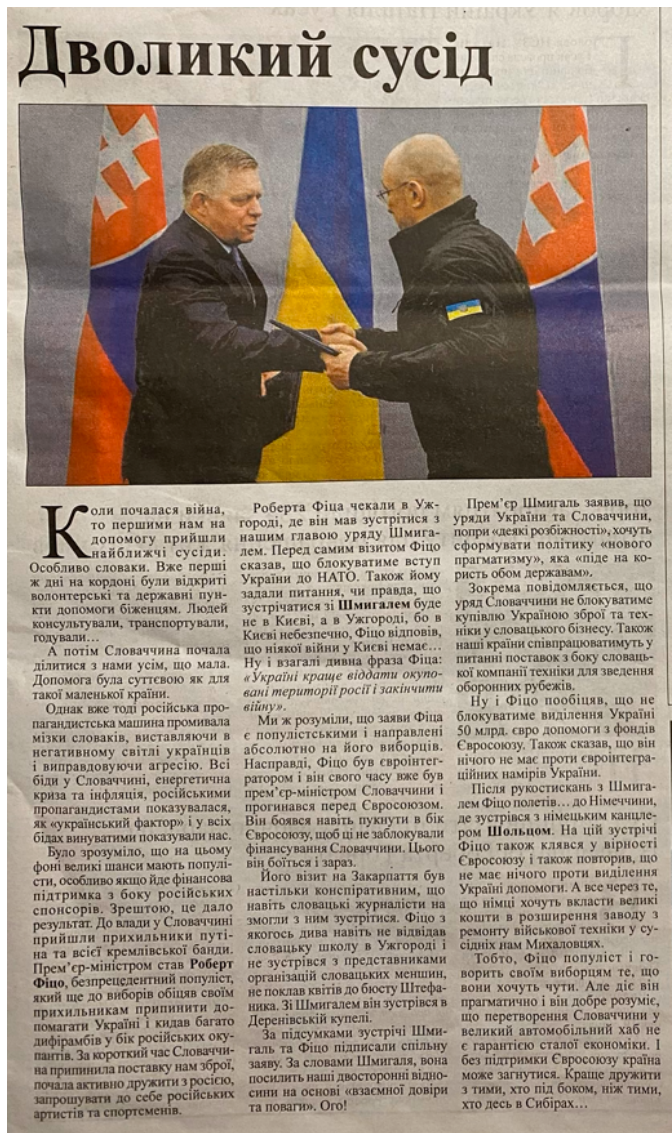 Дволикий сусід
Коли почалася війна,
то першими нам на
допомогу прийшли
найближчі сусіди.
Особливо словаки. Вже перші
ж дні на кордоні були відкриті
волонтерські та державні пунк-
ти допомоги біженцям. Людей
консультували, транспортували,
годували…
А потім Словаччина почала
ділитися з нами усім, що мала.
Допомога була суттєвою як для
такої маленької країни.
Однак вже тоді російська про-
пагандистська машина промивала
мізки словаків, виставляючи в
негативному світлі українців
і виправдовуючи агресію. Всі
біди у Словаччині, енергетична
криза та інфляція, російськими
пропагандистами показувалася,
як «український фактор» і у всіх
бідах винуватими показували нас.
Було зрозуміло, що на цьому
фоні великі шанси мають популі-
сти, особливо якщо йде фінансова
підтримка з боку російських
спонсорів. Зрештою, це дало
результат. До влади у Словаччині
прийшли прихильники путі-
на та всієї кремлівської банди.
Прем’єр-міністром став Роберт
Фіцо, безпрецедентний популіст,
який ще до виборів обіцяв своїм
прихильникам припинити до-
помагати Україні і кидав багато
дифірамбів у бік російських оку-
пантів. За короткий час Словаччи-
на припинила поставку нам зброї,
почала активно дружити з росією,
запрошувати до себе російських
артистів та спортсменів.
Роберта Фіца чекали в Уж-
городі, де він мав зустрітися з
нашим главою уряду Шмига-
лем. Перед самим візитом Фіцо
сказав, що блокуватиме вступ
України до НАТО. Також йому
задали питання, чи правда, що
зустрічатися зі Шмигалем буде
не в Києві, а в Ужгороді, бо в
Києві небезпечно, Фіцо відповів,
що ніякої війни у Києві немає…
Ну і взагалі дивна фраза Фіца:
«Україні краще віддати окупо-
вані території росії і закінчити
війну».
Ми ж розуміли, що заяви Фіца
є популістськими і направлені
абсолютно на його виборців.
Насправді, Фіцо був євроінтег-
ратором і він свого часу вже був
прем’єр-міністром Словаччини і
прогинався перед Євросоюзом.
Він боявся навіть пукнути в бік
Євросоюзу, щоб ці не заблокували
фінансування Словаччини. Цього
він боїться і зараз.
Його візит на Закарпаття був
настільки конспіративним, що
навіть словацькі журналісти на
змогли з ним зустрітися. Фіцо з
якогось дива навіть не відвідав
словацьку школу в Ужгороді і
не зустрівся з представниками
організацій словацьких меншин,
не поклав квітів до бюсту Штефа-
ника. Зі Шмигалем він зустрівся в
Деренівській купелі.
За підсумками зустрічі Шми-
галь та Фіцо підписали спільну
заяву. За словами Шмигаля, вона
посилить наші двосторонні відно-
сини на основі «взаємної довіри
та поваги». Ого!
Прем’єр Шмигаль заявив, що
уряди України та Словаччини,
попри «деякі розбіжності», хочуть
сформувати політику «нового
прагматизму», яка «піде на ко-
ристь обом державам».
Зокрема повідомляється, що
уряд Словаччини не блокуватиме
купівлю Україною зброї та тех-
ніки у словацького бізнесу. Також
наші країни співпрацюватимуть у
питанні поставок з боку словаць-
кої компанії техніки для зведення
оборонних рубежів.
Ну і Фіцо пообіцяв, що не
блокуватиме виділення Україні
50 млрд. євро допомоги з фондів
Євросоюзу. Також сказав, що він
нічого не має проти євроінтегра-
ційних намірів України.
Після рукостискань з Шмига-
лем Фіцо полетів… до Німеччини,
де зустрівся з німецьким канцле-
ром Шольцом. На цій зустрічі
Фіцо також клявся у вірності
Євросоюзу і також повторив, що
не має нічого проти виділення
Україні допомоги. А все через те,
що німці хочуть вкласти великі
кошти в розширення заводу з
ремонту військової техніки у су-
сідніх нам Михаловцях.
Тобто, Фіцо популіст і го-
ворить своїм виборцям те, що
вони хочуть чути. Але діє він
прагматично і він добре розуміє,
що перетворення Словаччини у
великий автомобільний хаб не
є гарантією сталої економіки. І
без підтримки Євросоюзу країна
може загнутися. Краще дружити
з тими, хто під боком, ніж тими,
хто десь в Сибірах…